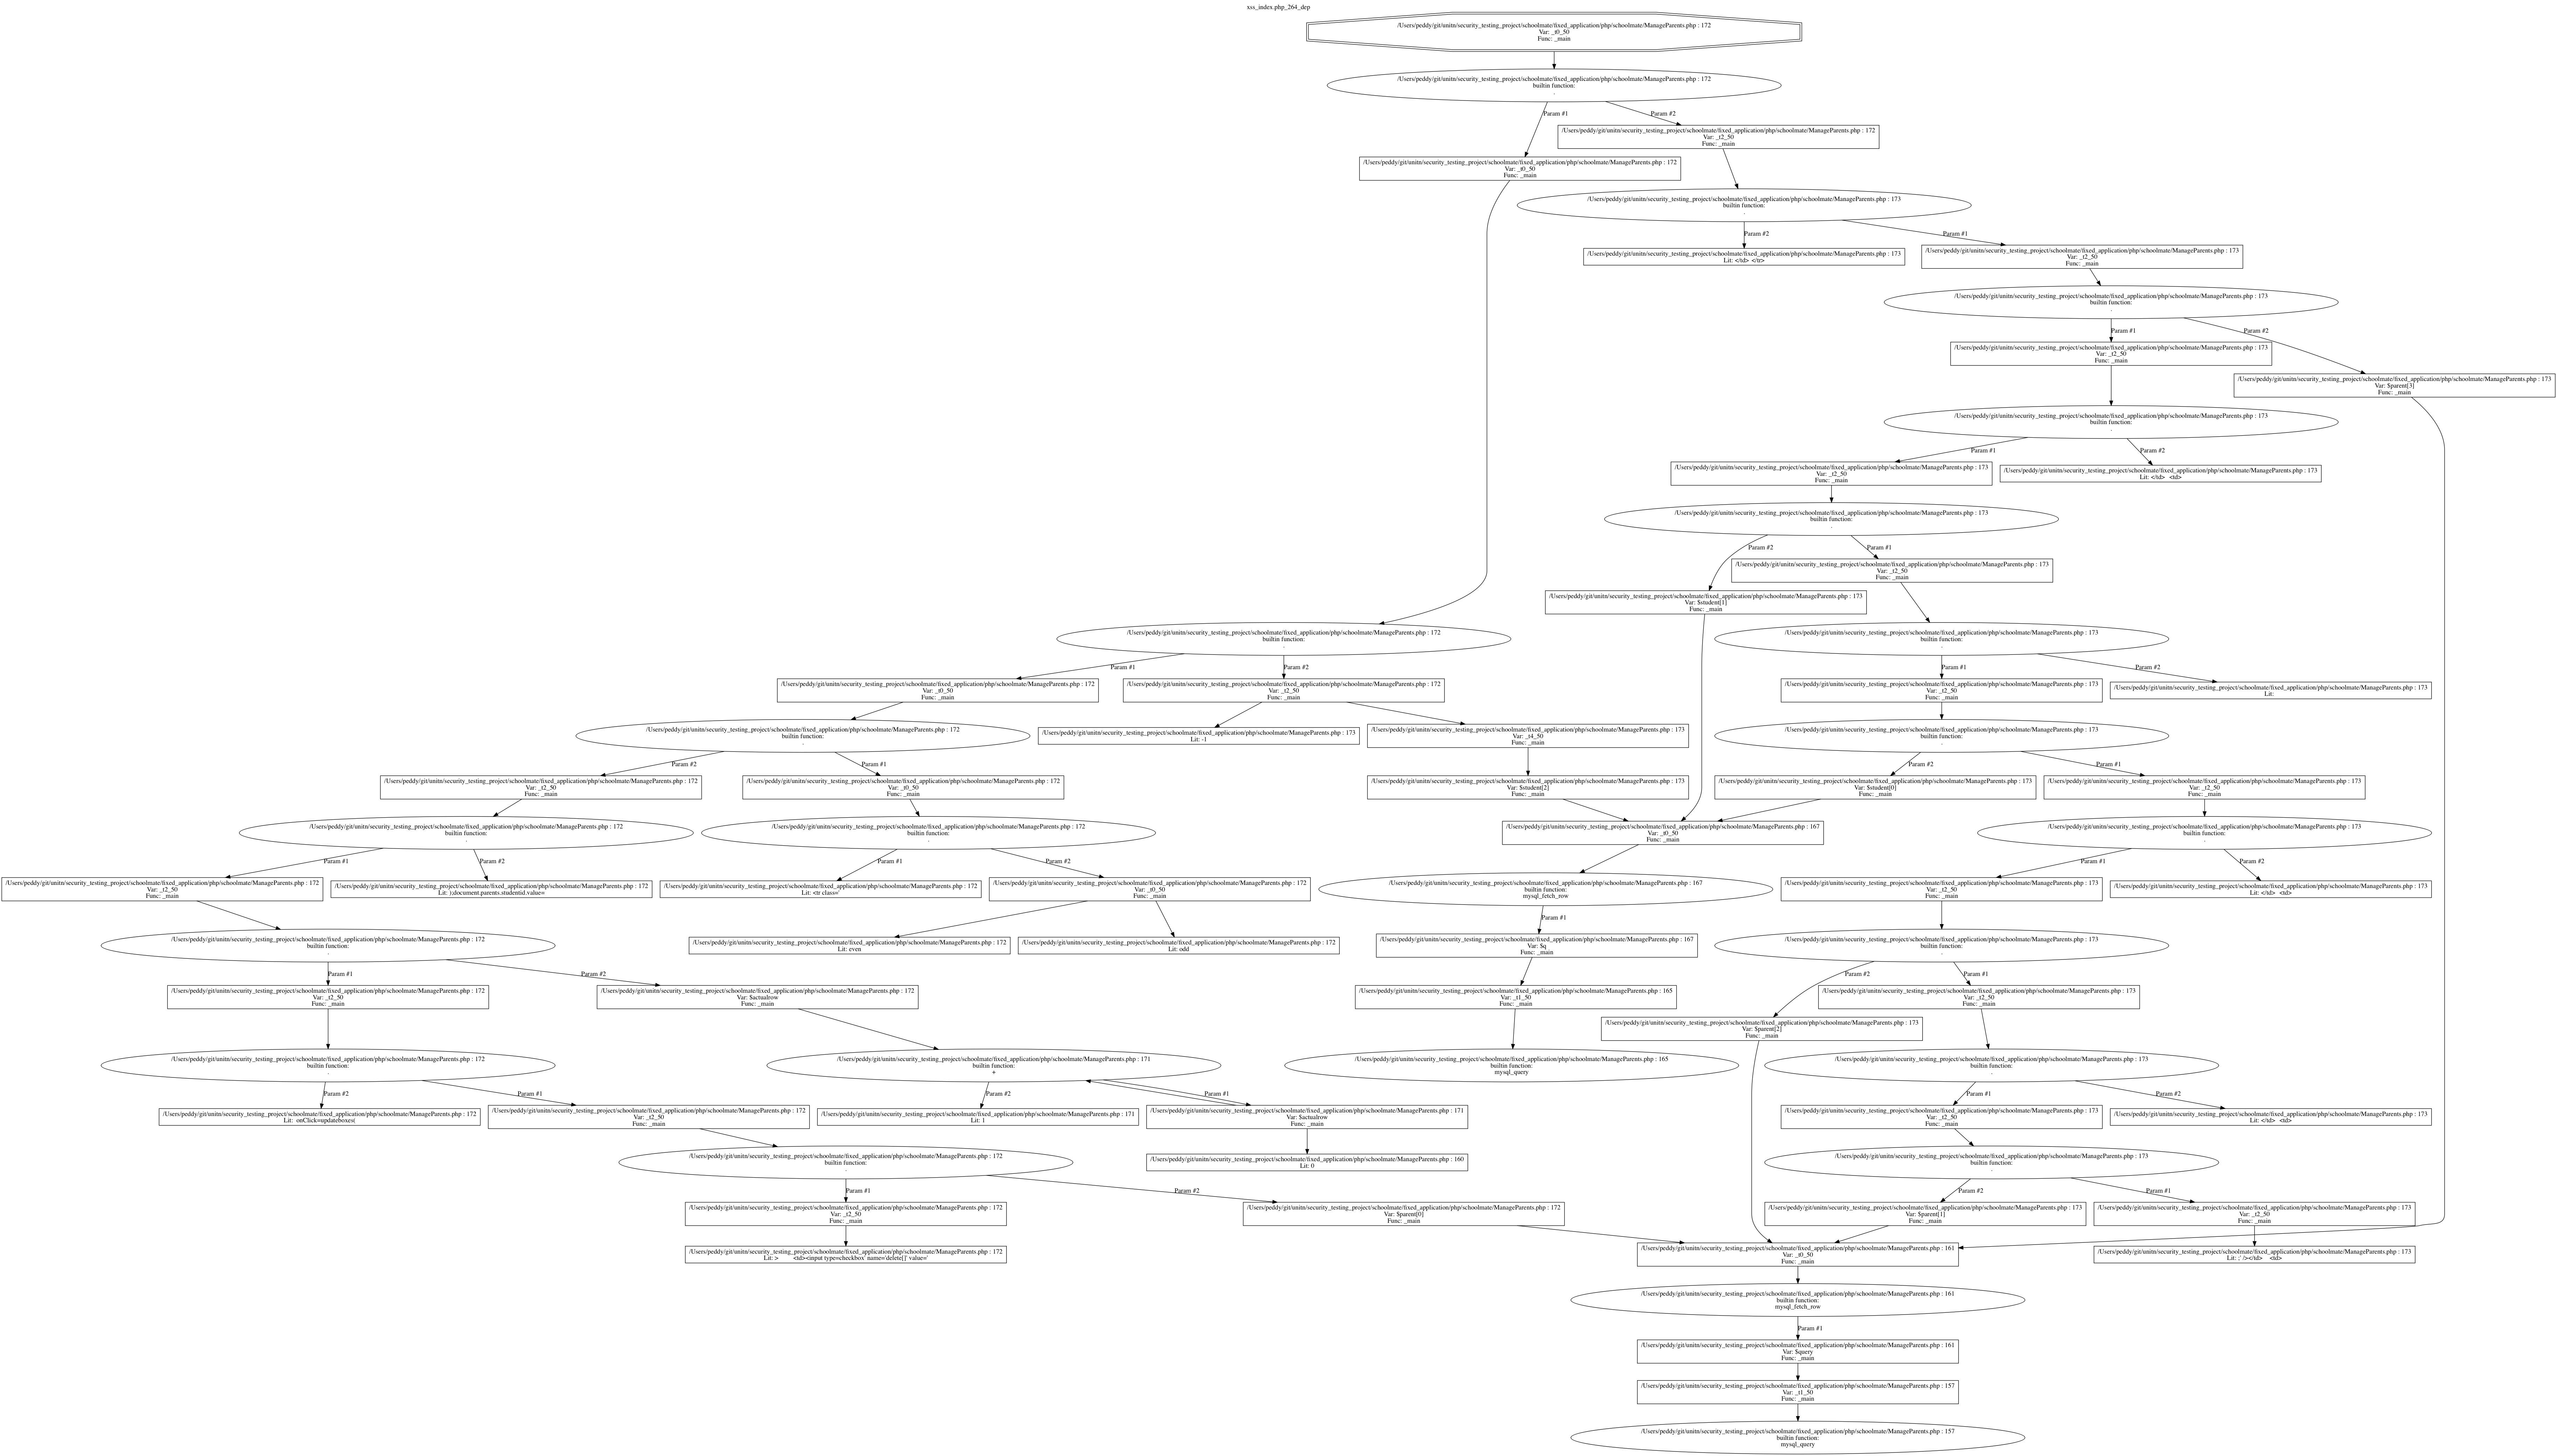 xss_index.php_264_dep
/Users/peddy/git/unitn/security_testing_project/schoolmate/fixed_application/php/schoolmate/ManageParents.php : 172
Var: _t0_50
Func: _main
/Users/peddy/git/unitn/security_testing_project/schoolmate/fixed_application/php/schoolmate/ManageParents.php : 172
builtin function:
.
Param #1
Param #2
/Users/peddy/git/unitn/security_testing_project/schoolmate/fixed_application/php/schoolmate/ManageParents.php : 172
Var: _t2_50
Func: _main
/Users/peddy/git/unitn/security_testing_project/schoolmate/fixed_application/php/schoolmate/ManageParents.php : 172
Var: _t0_50
Func: _main
/Users/peddy/git/unitn/security_testing_project/schoolmate/fixed_application/php/schoolmate/ManageParents.php : 173
builtin function:
.
Param #2
Param #1
/Users/peddy/git/unitn/security_testing_project/schoolmate/fixed_application/php/schoolmate/ManageParents.php : 173
Lit: </td> </tr>
/Users/peddy/git/unitn/security_testing_project/schoolmate/fixed_application/php/schoolmate/ManageParents.php : 173
Var: _t2_50
Func: _main
/Users/peddy/git/unitn/security_testing_project/schoolmate/fixed_application/php/schoolmate/ManageParents.php : 173
builtin function:
.
Param #1
Param #2
/Users/peddy/git/unitn/security_testing_project/schoolmate/fixed_application/php/schoolmate/ManageParents.php : 173
Var: _t2_50
Func: _main
/Users/peddy/git/unitn/security_testing_project/schoolmate/fixed_application/php/schoolmate/ManageParents.php : 173
Var: $parent[3]
Func: _main
/Users/peddy/git/unitn/security_testing_project/schoolmate/fixed_application/php/schoolmate/ManageParents.php : 173
builtin function:
.
Param #1
Param #2
/Users/peddy/git/unitn/security_testing_project/schoolmate/fixed_application/php/schoolmate/ManageParents.php : 173
Var: _t2_50
Func: _main
/Users/peddy/git/unitn/security_testing_project/schoolmate/fixed_application/php/schoolmate/ManageParents.php : 173
Lit: </td> <td>
/Users/peddy/git/unitn/security_testing_project/schoolmate/fixed_application/php/schoolmate/ManageParents.php : 173
builtin function:
.
Param #2
Param #1
/Users/peddy/git/unitn/security_testing_project/schoolmate/fixed_application/php/schoolmate/ManageParents.php : 173
Var: _t2_50
Func: _main
/Users/peddy/git/unitn/security_testing_project/schoolmate/fixed_application/php/schoolmate/ManageParents.php : 173
Var: $student[1]
Func: _main
/Users/peddy/git/unitn/security_testing_project/schoolmate/fixed_application/php/schoolmate/ManageParents.php : 172
builtin function:
.
/Users/peddy/git/unitn/security_testing_project/schoolmate/fixed_application/php/schoolmate/ManageParents.php : 173
builtin function:
.
Param #1
Param #2
Param #1
Param #2
/Users/peddy/git/unitn/security_testing_project/schoolmate/fixed_application/php/schoolmate/ManageParents.php : 172
Var: _t0_50
Func: _main
/Users/peddy/git/unitn/security_testing_project/schoolmate/fixed_application/php/schoolmate/ManageParents.php : 172
Var: _t2_50
Func: _main
/Users/peddy/git/unitn/security_testing_project/schoolmate/fixed_application/php/schoolmate/ManageParents.php : 173
Var: _t2_50
Func: _main
/Users/peddy/git/unitn/security_testing_project/schoolmate/fixed_application/php/schoolmate/ManageParents.php : 173
Lit:
/Users/peddy/git/unitn/security_testing_project/schoolmate/fixed_application/php/schoolmate/ManageParents.php : 172
builtin function:
.
/Users/peddy/git/unitn/security_testing_project/schoolmate/fixed_application/php/schoolmate/ManageParents.php : 173
Lit: -1
/Users/peddy/git/unitn/security_testing_project/schoolmate/fixed_application/php/schoolmate/ManageParents.php : 173
Var: _t4_50
Func: _main
/Users/peddy/git/unitn/security_testing_project/schoolmate/fixed_application/php/schoolmate/ManageParents.php : 173
builtin function:
.
Param #2
Param #1
Param #2
Param #1
/Users/peddy/git/unitn/security_testing_project/schoolmate/fixed_application/php/schoolmate/ManageParents.php : 172
Var: _t2_50
Func: _main
/Users/peddy/git/unitn/security_testing_project/schoolmate/fixed_application/php/schoolmate/ManageParents.php : 172
Var: _t0_50
Func: _main
/Users/peddy/git/unitn/security_testing_project/schoolmate/fixed_application/php/schoolmate/ManageParents.php : 173
Var: $student[2]
Func: _main
/Users/peddy/git/unitn/security_testing_project/schoolmate/fixed_application/php/schoolmate/ManageParents.php : 173
Var: $student[0]
Func: _main
/Users/peddy/git/unitn/security_testing_project/schoolmate/fixed_application/php/schoolmate/ManageParents.php : 173
Var: _t2_50
Func: _main
/Users/peddy/git/unitn/security_testing_project/schoolmate/fixed_application/php/schoolmate/ManageParents.php : 172
builtin function:
.
/Users/peddy/git/unitn/security_testing_project/schoolmate/fixed_application/php/schoolmate/ManageParents.php : 172
builtin function:
.
/Users/peddy/git/unitn/security_testing_project/schoolmate/fixed_application/php/schoolmate/ManageParents.php : 167
Var: _t0_50
Func: _main
/Users/peddy/git/unitn/security_testing_project/schoolmate/fixed_application/php/schoolmate/ManageParents.php : 173
builtin function:
.
Param #1
Param #2
Param #1
Param #2
Param #1
Param #2
/Users/peddy/git/unitn/security_testing_project/schoolmate/fixed_application/php/schoolmate/ManageParents.php : 172
Var: _t2_50
Func: _main
/Users/peddy/git/unitn/security_testing_project/schoolmate/fixed_application/php/schoolmate/ManageParents.php : 172
Lit: );document.parents.studentid.value=
/Users/peddy/git/unitn/security_testing_project/schoolmate/fixed_application/php/schoolmate/ManageParents.php : 172
Lit: <tr class='
/Users/peddy/git/unitn/security_testing_project/schoolmate/fixed_application/php/schoolmate/ManageParents.php : 172
Var: _t0_50
Func: _main
/Users/peddy/git/unitn/security_testing_project/schoolmate/fixed_application/php/schoolmate/ManageParents.php : 167
builtin function:
mysql_fetch_row
/Users/peddy/git/unitn/security_testing_project/schoolmate/fixed_application/php/schoolmate/ManageParents.php : 173
Var: _t2_50
Func: _main
/Users/peddy/git/unitn/security_testing_project/schoolmate/fixed_application/php/schoolmate/ManageParents.php : 173
Lit: </td> <td>
Param #1
/Users/peddy/git/unitn/security_testing_project/schoolmate/fixed_application/php/schoolmate/ManageParents.php : 172
builtin function:
.
/Users/peddy/git/unitn/security_testing_project/schoolmate/fixed_application/php/schoolmate/ManageParents.php : 172
Lit: even
/Users/peddy/git/unitn/security_testing_project/schoolmate/fixed_application/php/schoolmate/ManageParents.php : 172
Lit: odd
/Users/peddy/git/unitn/security_testing_project/schoolmate/fixed_application/php/schoolmate/ManageParents.php : 167
Var: $q
Func: _main
/Users/peddy/git/unitn/security_testing_project/schoolmate/fixed_application/php/schoolmate/ManageParents.php : 173
builtin function:
.
Param #1
Param #2
Param #2
Param #1
/Users/peddy/git/unitn/security_testing_project/schoolmate/fixed_application/php/schoolmate/ManageParents.php : 172
Var: _t2_50
Func: _main
/Users/peddy/git/unitn/security_testing_project/schoolmate/fixed_application/php/schoolmate/ManageParents.php : 172
Var: $actualrow
Func: _main
/Users/peddy/git/unitn/security_testing_project/schoolmate/fixed_application/php/schoolmate/ManageParents.php : 165
Var: _t1_50
Func: _main
/Users/peddy/git/unitn/security_testing_project/schoolmate/fixed_application/php/schoolmate/ManageParents.php : 173
Var: _t2_50
Func: _main
/Users/peddy/git/unitn/security_testing_project/schoolmate/fixed_application/php/schoolmate/ManageParents.php : 173
Var: $parent[2]
Func: _main
/Users/peddy/git/unitn/security_testing_project/schoolmate/fixed_application/php/schoolmate/ManageParents.php : 172
builtin function:
.
/Users/peddy/git/unitn/security_testing_project/schoolmate/fixed_application/php/schoolmate/ManageParents.php : 171
builtin function:
+
/Users/peddy/git/unitn/security_testing_project/schoolmate/fixed_application/php/schoolmate/ManageParents.php : 165
builtin function:
mysql_query
/Users/peddy/git/unitn/security_testing_project/schoolmate/fixed_application/php/schoolmate/ManageParents.php : 173
builtin function:
.
Param #2
Param #1
Param #2
Param #1
Param #1
Param #2
/Users/peddy/git/unitn/security_testing_project/schoolmate/fixed_application/php/schoolmate/ManageParents.php : 172
Lit: onClick=updateboxes(
/Users/peddy/git/unitn/security_testing_project/schoolmate/fixed_application/php/schoolmate/ManageParents.php : 172
Var: _t2_50
Func: _main
/Users/peddy/git/unitn/security_testing_project/schoolmate/fixed_application/php/schoolmate/ManageParents.php : 171
Lit: 1
/Users/peddy/git/unitn/security_testing_project/schoolmate/fixed_application/php/schoolmate/ManageParents.php : 171
Var: $actualrow
Func: _main
/Users/peddy/git/unitn/security_testing_project/schoolmate/fixed_application/php/schoolmate/ManageParents.php : 173
Var: _t2_50
Func: _main
/Users/peddy/git/unitn/security_testing_project/schoolmate/fixed_application/php/schoolmate/ManageParents.php : 173
Lit: </td> <td>
/Users/peddy/git/unitn/security_testing_project/schoolmate/fixed_application/php/schoolmate/ManageParents.php : 172
builtin function:
.
/Users/peddy/git/unitn/security_testing_project/schoolmate/fixed_application/php/schoolmate/ManageParents.php : 160
Lit: 0
/Users/peddy/git/unitn/security_testing_project/schoolmate/fixed_application/php/schoolmate/ManageParents.php : 173
builtin function:
.
Param #1
Param #2
Param #2
Param #1
/Users/peddy/git/unitn/security_testing_project/schoolmate/fixed_application/php/schoolmate/ManageParents.php : 172
Var: _t2_50
Func: _main
/Users/peddy/git/unitn/security_testing_project/schoolmate/fixed_application/php/schoolmate/ManageParents.php : 172
Var: $parent[0]
Func: _main
/Users/peddy/git/unitn/security_testing_project/schoolmate/fixed_application/php/schoolmate/ManageParents.php : 173
Var: $parent[1]
Func: _main
/Users/peddy/git/unitn/security_testing_project/schoolmate/fixed_application/php/schoolmate/ManageParents.php : 173
Var: _t2_50
Func: _main
/Users/peddy/git/unitn/security_testing_project/schoolmate/fixed_application/php/schoolmate/ManageParents.php : 172
Lit: > <td><input type='checkbox' name='delete[]' value='
/Users/peddy/git/unitn/security_testing_project/schoolmate/fixed_application/php/schoolmate/ManageParents.php : 161
Var: _t0_50
Func: _main
/Users/peddy/git/unitn/security_testing_project/schoolmate/fixed_application/php/schoolmate/ManageParents.php : 173
Lit: ;' /></td> <td>
/Users/peddy/git/unitn/security_testing_project/schoolmate/fixed_application/php/schoolmate/ManageParents.php : 161
builtin function:
mysql_fetch_row
Param #1
/Users/peddy/git/unitn/security_testing_project/schoolmate/fixed_application/php/schoolmate/ManageParents.php : 161
Var: $query
Func: _main
/Users/peddy/git/unitn/security_testing_project/schoolmate/fixed_application/php/schoolmate/ManageParents.php : 157
Var: _t1_50
Func: _main
/Users/peddy/git/unitn/security_testing_project/schoolmate/fixed_application/php/schoolmate/ManageParents.php : 157
builtin function:
mysql_query